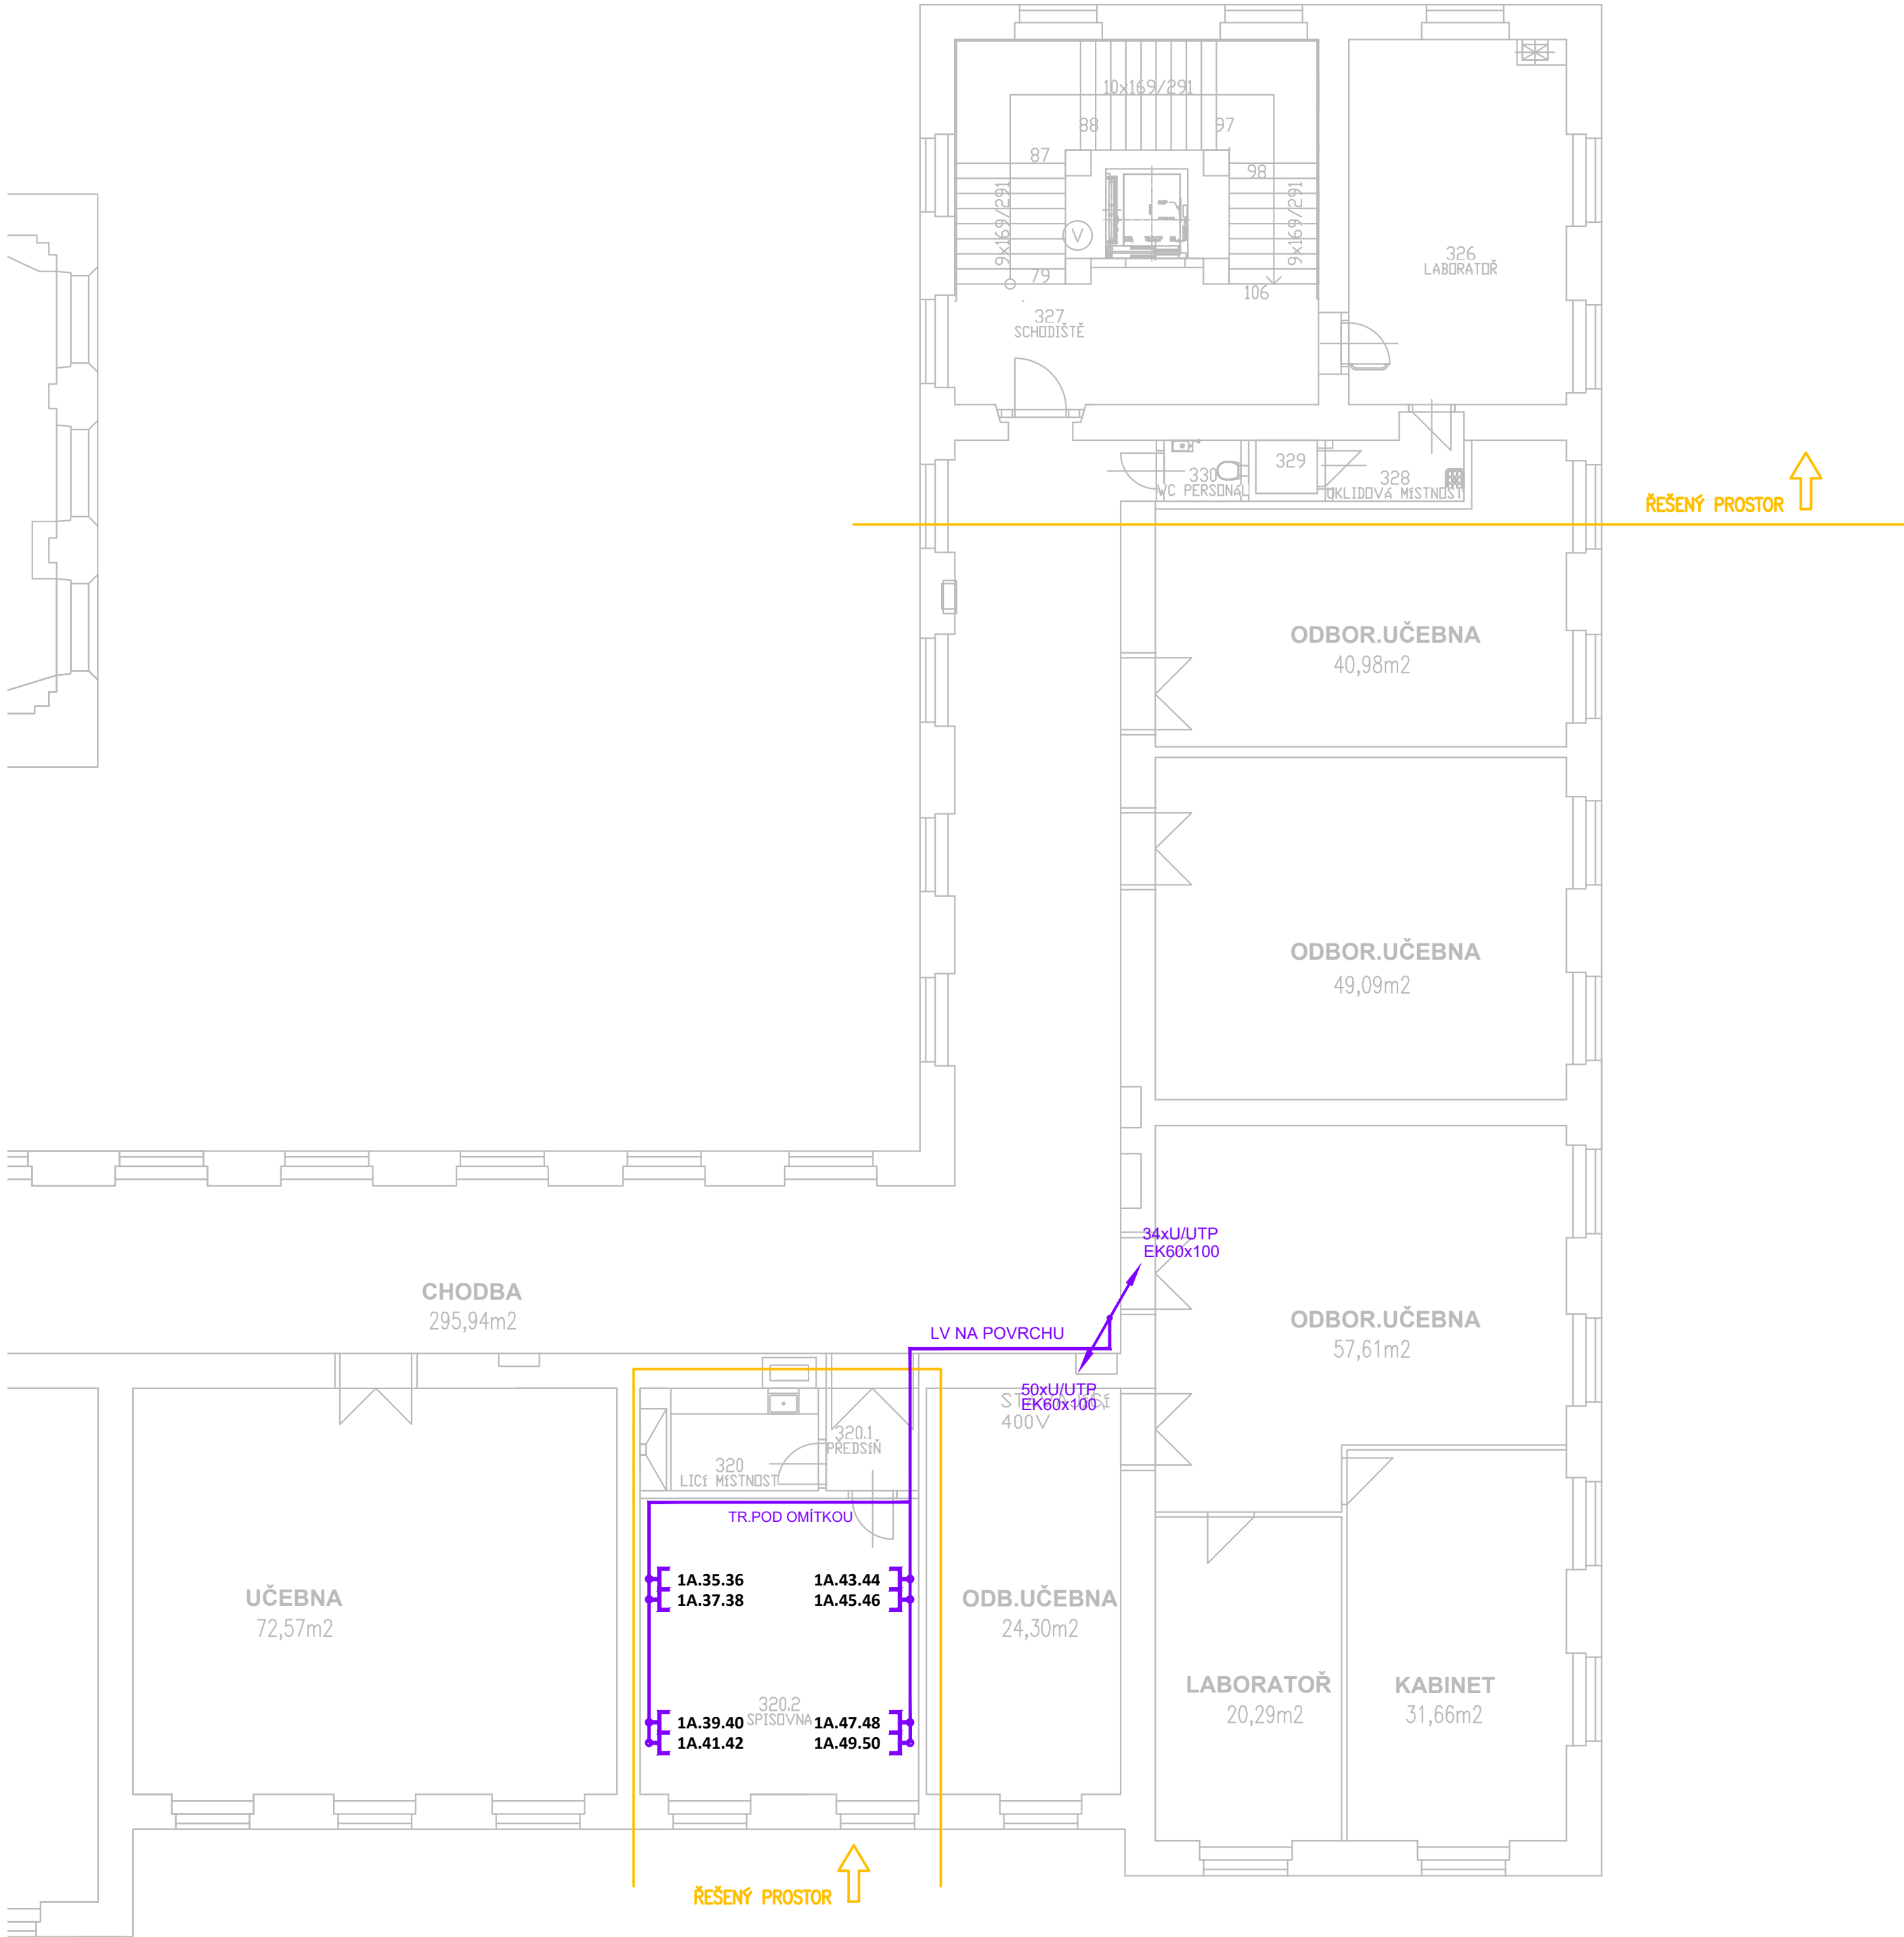 10x169/291
88
97
87
98
9x169/291
9x169/291
V
79
106
326
LABORATOŘ
327
SCHODIŠTĚ
330
WC PERSONÁL
329
328
ÚKLIDOVÁ MÍSTNOST
ŘEŠENÝ PROSTOR
ODBOR.UČEBNA
40,98m2
ODBOR.UČEBNA
49,09m2
34xU/UTP
EK60x100
CHODBA
295,94m2
LV NA POVRCHU
ODBOR.UČEBNA
57,61m2
50xU/UTP
EK60x100
400V
320.1
PŘEDSÍŇ
320
LICÍ MÍSTNOST
TR.POD OMÍTKOU
1A.35.36
1A.43.44
1A.37.38
1A.45.46
UČEBNA
72,57m2
ODB.UČEBNA
24,30m2
320.2
SPISOVNA
1A.39.40
1A.47.48
1A.41.42
1A.49.50
LABORATOŘ
20,29m2
KABINET
31,66m2
ŘEŠENÝ PROSTOR